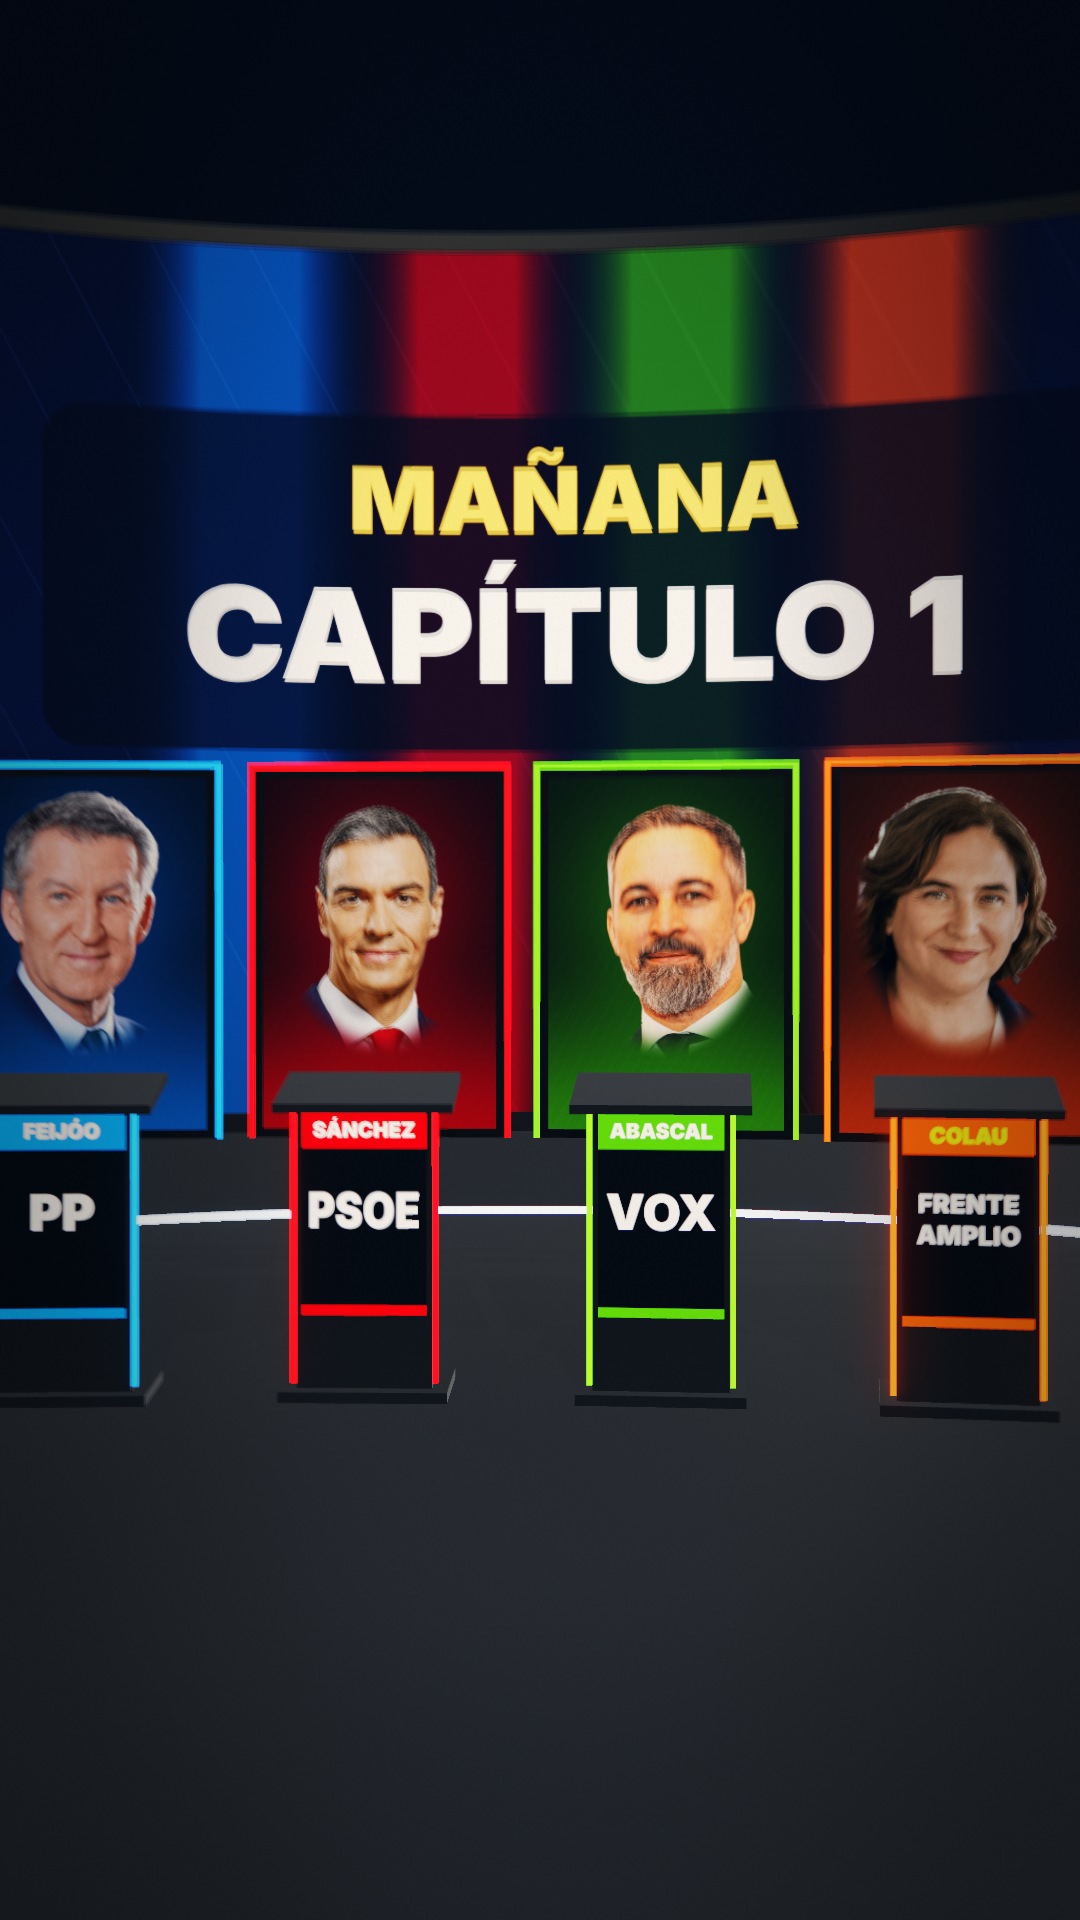 MAÑANA
CAPÍTULO 1
FEIJÓO
PP
SÁNCHEZ
PSOE
ABASCAL
VOX
COLAU
FRENTE
AMPLIO